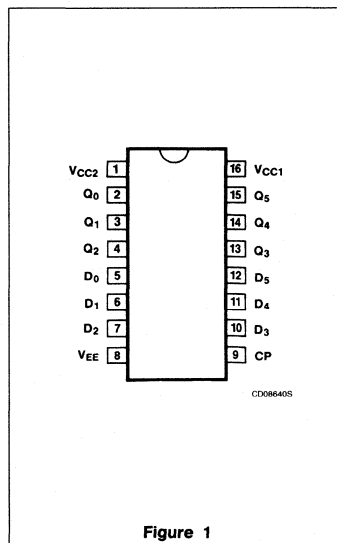 VCC2 1 16 VCC1
Q0 2 15 Q5
Q1 3 14 Q4
Q2 4 13 Q3
D0 5 12 D5
D1 6 11 D4
D2 7 10 D3
VEE 8 9 CP
CD08640S
Figure 1